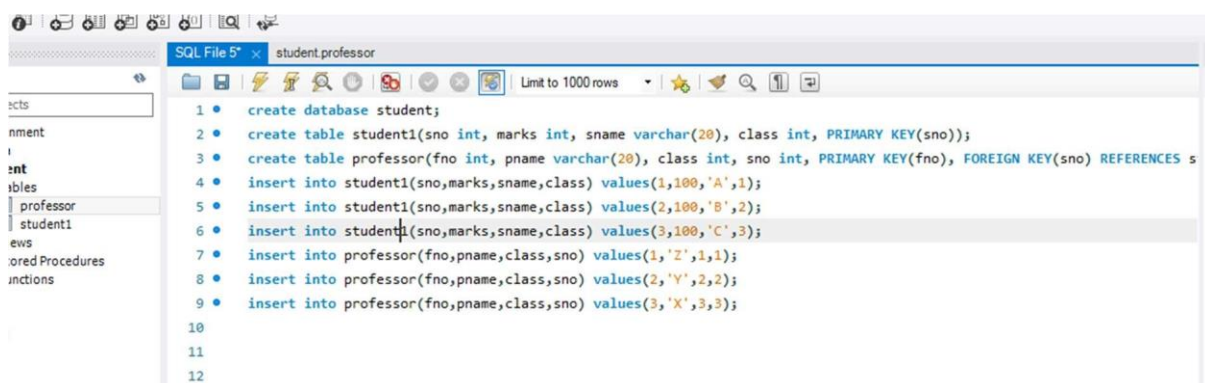 SQL File 5* × student.professor
Limit to 1000 rows
ects
nment
ent
ables
professor
student1
ews
ored Procedures
unctions
1 create database student;
2 create table student1(sno int, marks int, sname varchar(20), class int, PRIMARY KEY(sno));
3 create table professor(fno int, pname varchar(20), class int, sno int, PRIMARY KEY(fno), FOREIGN KEY(sno) REFERENCES s
4 insert into student1(sno,marks,sname,class) values(1,100,'A',1);
5 insert into student1(sno,marks,sname,class) values(2,100,'B',2);
6 insert into student1(sno,marks,sname,class) values(3,100,'C',3);
7 insert into professor(fno,pname,class,sno) values(1,'Z',1,1);
8 insert into professor(fno,pname,class,sno) values(2,'Y',2,2);
9 insert into professor(fno,pname,class,sno) values(3,'X',3,3);
10
11
12